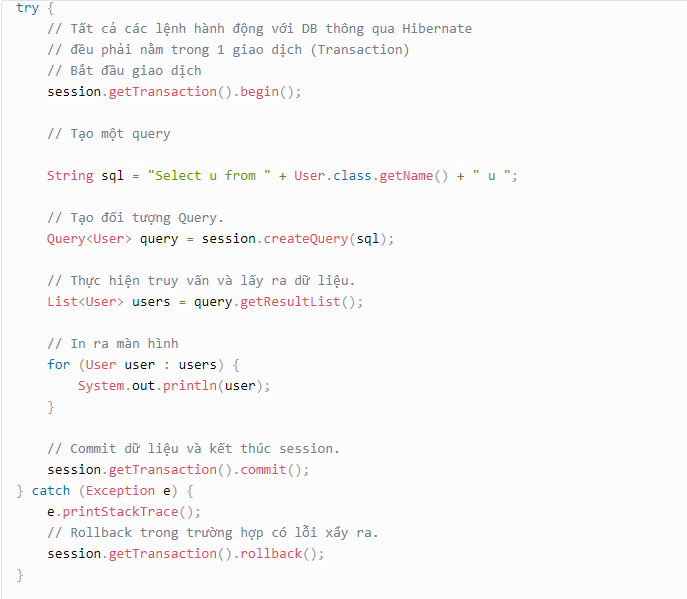 try {
    // Tất cả các lệnh hành động với DB thông qua Hibernate
    // đều phải nằm trong 1 giao dịch (Transaction)
    // Bắt đầu giao dịch
    session.getTransaction().begin();

    // Tạo một query

    String sql = "Select u from " + User.class.getName() + " u ";

    // Tạo đối tượng Query.
    Query<User> query = session.createQuery(sql);

    // Thực hiện truy vấn và lấy ra dữ liệu.
    List<User> users = query.getResultList();

    // In ra màn hình
    for (User user : users) {
        System.out.println(user);
    }

    // Commit dữ liệu và kết thúc session.
    session.getTransaction().commit();
} catch (Exception e) {
    e.printStackTrace();
    // Rollback trong trường hợp có lỗi xẩy ra.
    session.getTransaction().rollback();
}